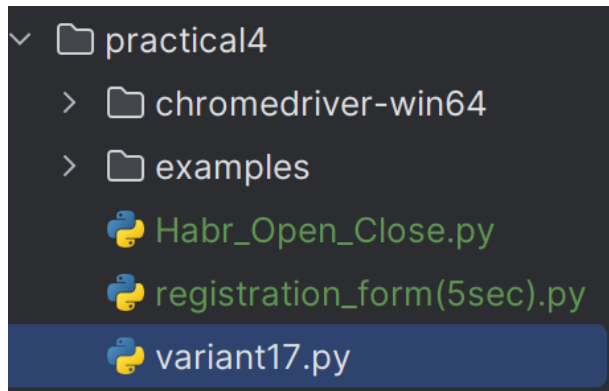 practical4
chromedriver-win64
examples
Habr_Open_Close.py
registration_form(5sec).py
variant17.py